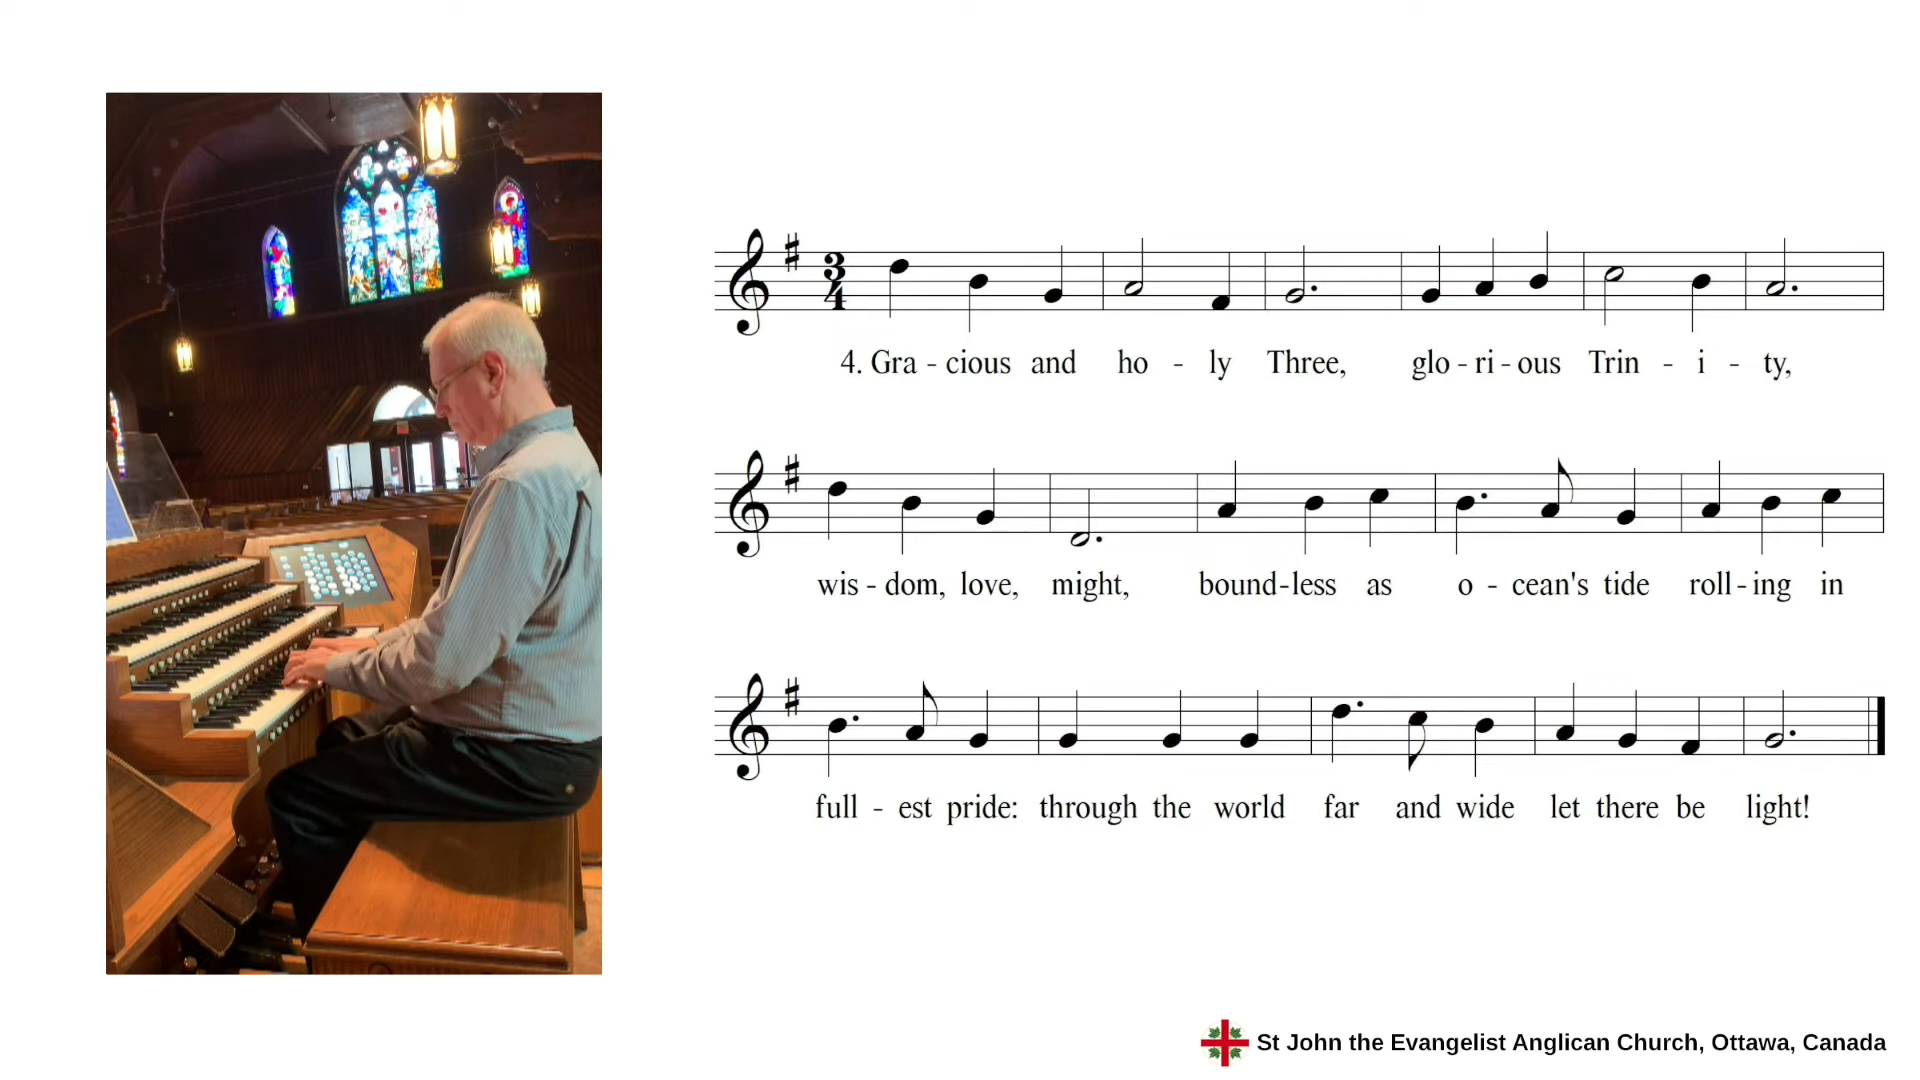 4. Gra - cious and ho - ly Three, glo - ri - ous Trin - i - ty,
wis - dom, love, might, bound - less as o - cean's tide roll - ing in
full - est pride: through the world far and wide let there be light!
St John the Evangelist Anglican Church, Ottawa, Canada